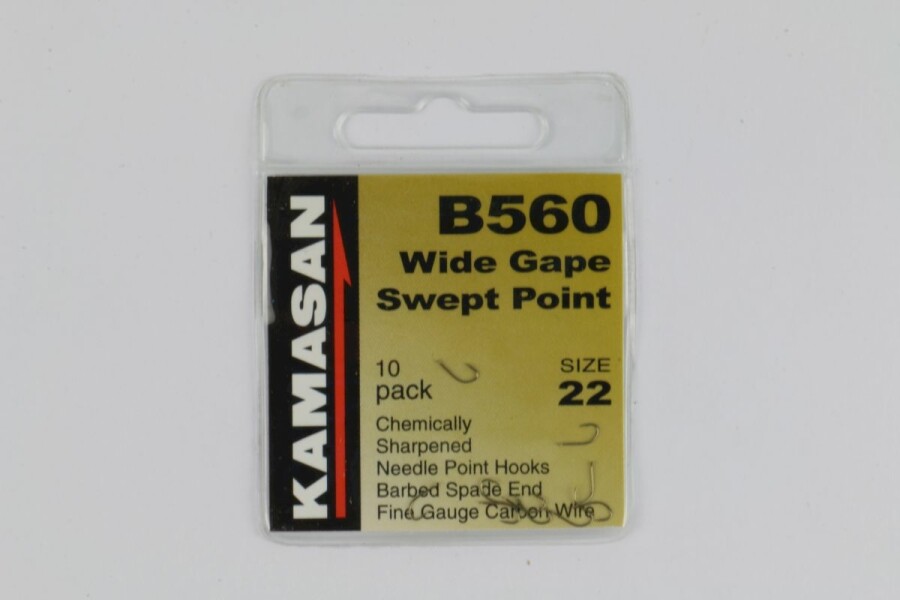 KAMASAN
B560
Wide Gape
Swept Point
10
pack
SIZE
22
Chemically
Sharpened
Needle Point Hooks
Barbed Spade End
Fine Gauge Carbon Wire